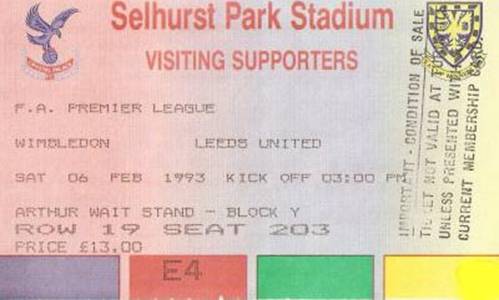 Selhurst Park Stadium
VISITING SUPPORTERS
F.A. PREMIER LEAGUE
WIMBLEDON LEEDS UNITED
SAT 06 FEB 1993 KICK OFF 03:00 PM
ARTHUR WAIT STAND - BLOCK Y
ROW 19 SEAT 203
PRICE £13.00
E4
IMPORTANT - CONDITION OF SALE
TICKET NOT VALID AT
UNLESS PRESENTED WITH
CURRENT MEMBERSHIP CARD